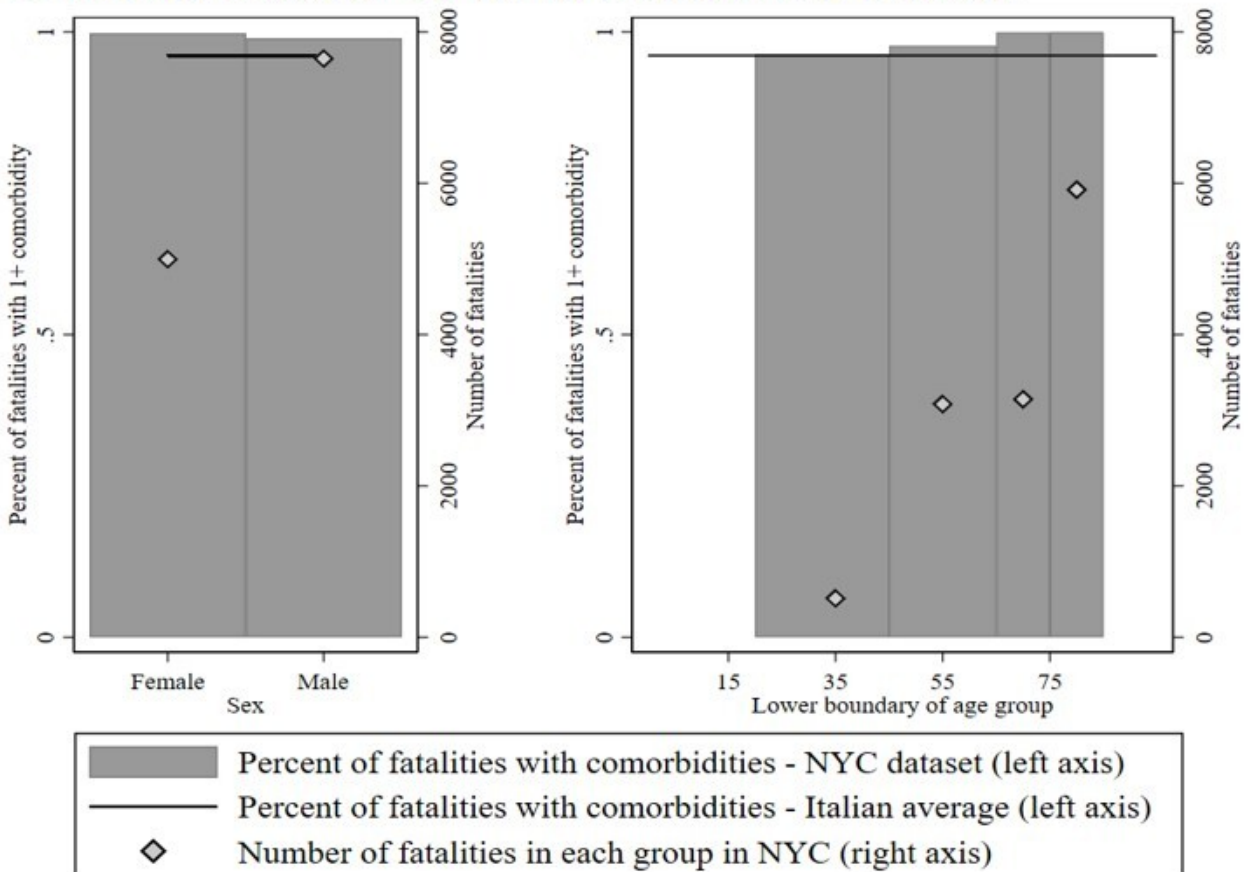 Percent of fatalities with 1+ comorbidity
0
.5
1
Number of fatalities
0
2000
4000
6000
8000
Female
Male
Sex
Percent of fatalities with 1+ comorbidity
0
.5
1
Number of fatalities
0
2000
4000
6000
8000
15
35
55
75
Lower boundary of age group
Percent of fatalities with comorbidities - NYC dataset (left axis)
Percent of fatalities with comorbidities - Italian average (left axis)
Number of fatalities in each group in NYC (right axis)